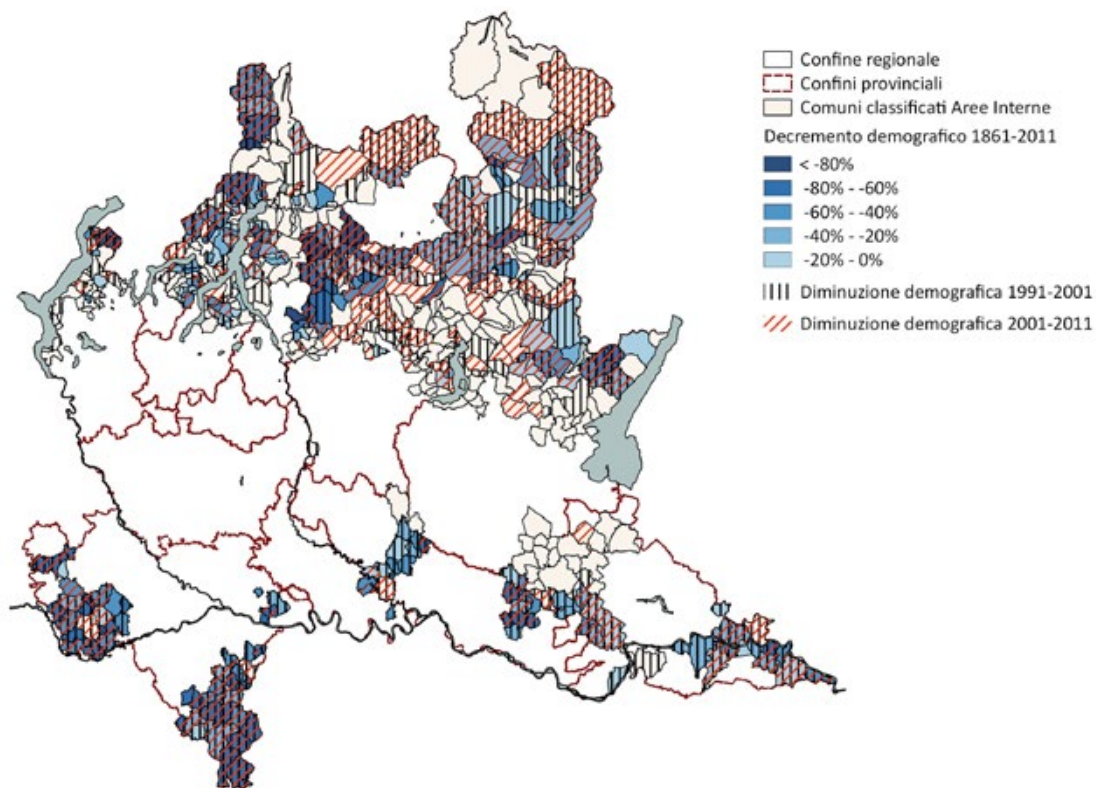 Confine regionale
Confini provinciali
Comuni classificati Aree Interne
Decremento demografico 1861-2011
< -80%
-80% - -60%
-60% - -40%
-40% - -20%
-20% - 0%
Diminuzione demografica 1991-2001
Diminuzione demografica 2001-2011